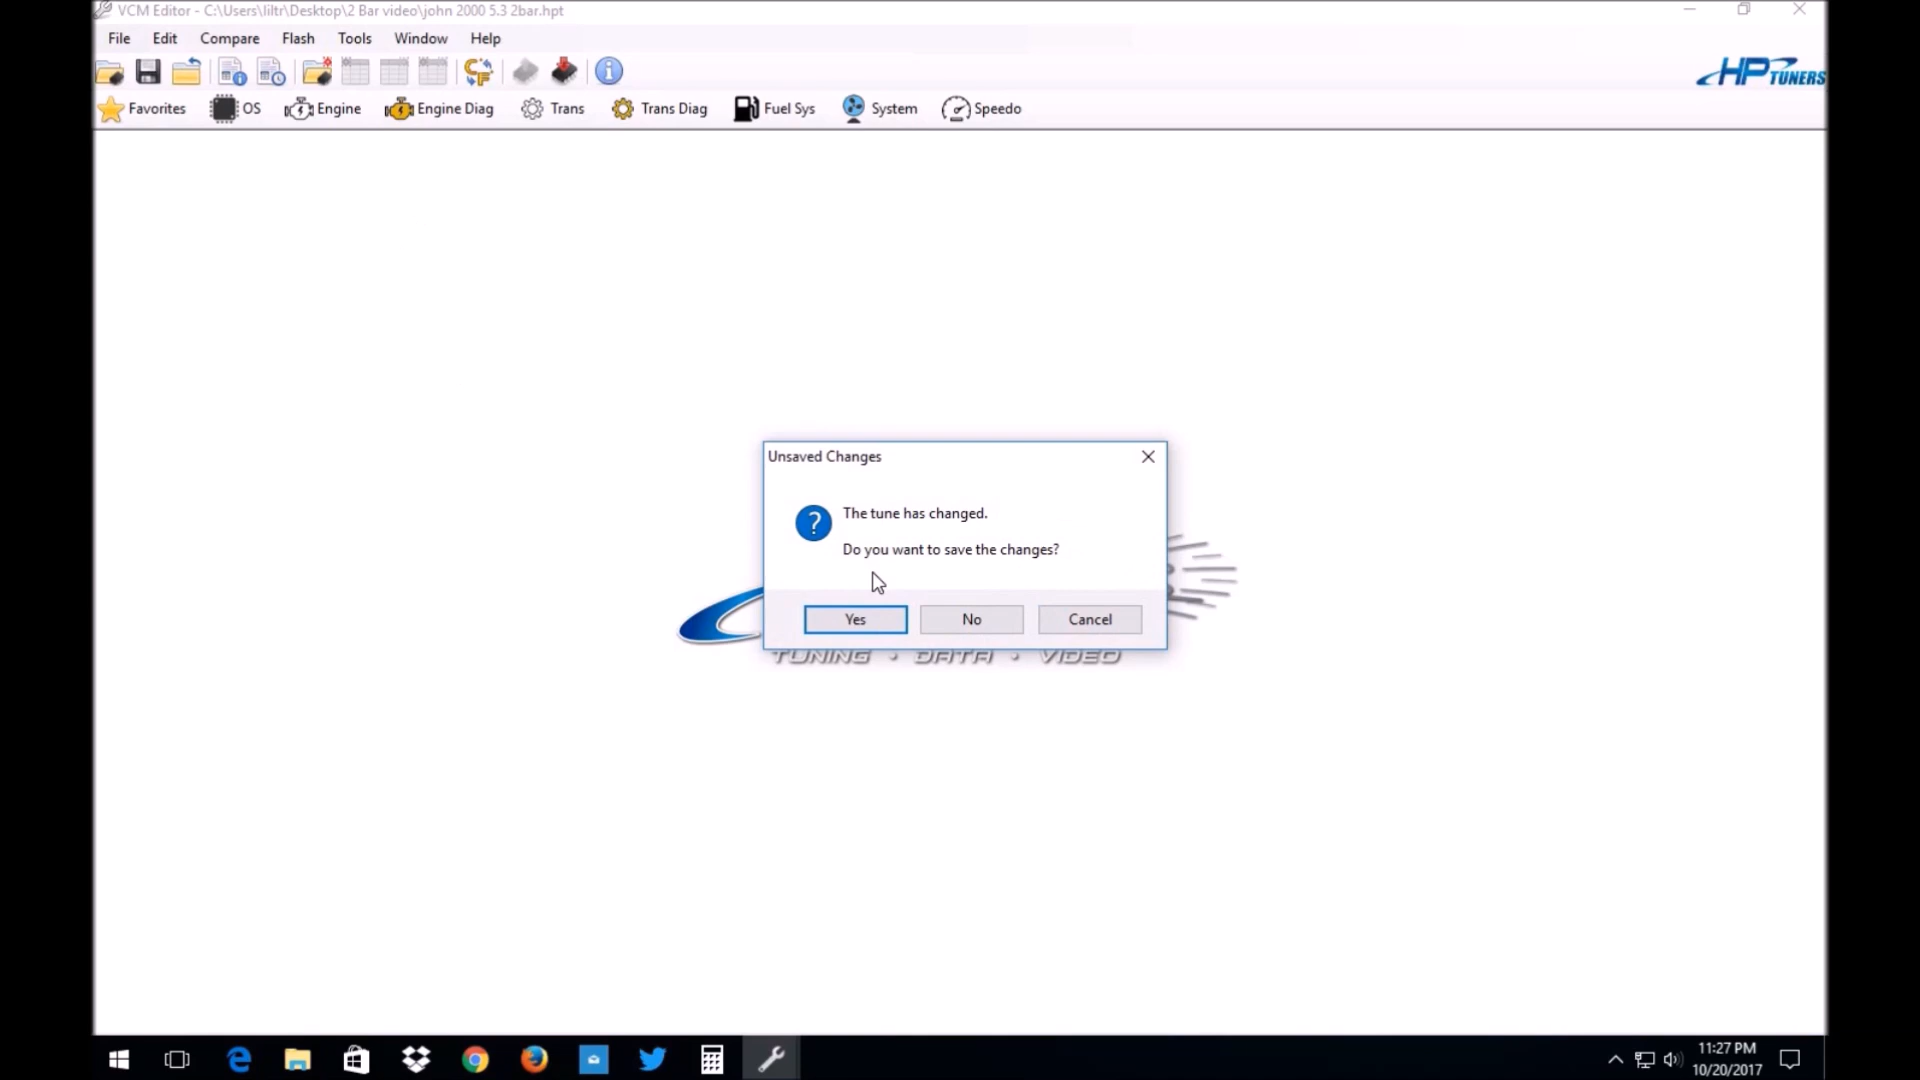 VCM Editor - C:\Users\liltr\Desktop\2 Bar video\john 2000 5.3 2bar.hpt
File Edit Compare Flash Tools Window Help
HP TUNERS
Favorites OS Engine Engine Diag Trans Trans Diag Fuel Sys System Speedo
Unsaved Changes
The tune has changed.
Do you want to save the changes?
Yes No Cancel
TUNING • DATA • VIDEO
11:27 PM
10/20/2017